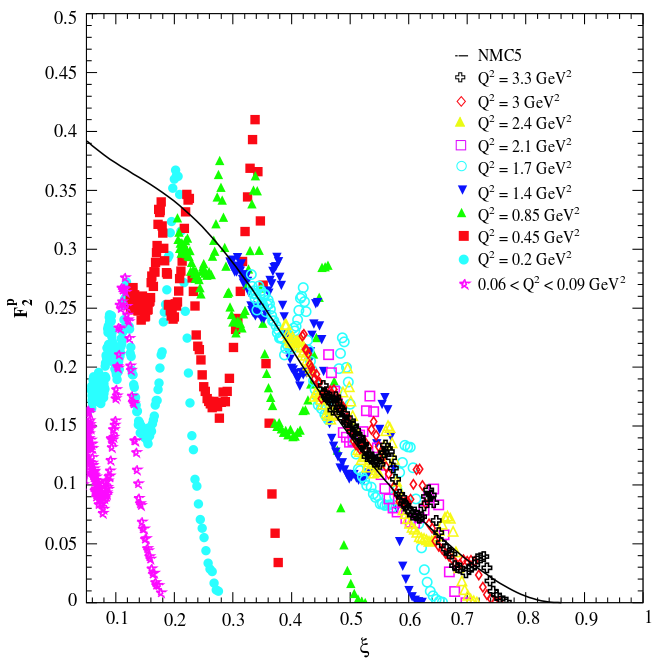 0.5
0.45
0.4
0.35
0.3
0.25
0.2
0.15
0.1
0.05
0
F₂ᵖ
NMC5
Q² = 3.3 GeV²
Q² = 3 GeV²
Q² = 2.4 GeV²
Q² = 2.1 GeV²
Q² = 1.7 GeV²
Q² = 1.4 GeV²
Q² = 0.85 GeV²
Q² = 0.45 GeV²
Q² = 0.2 GeV²
0.06 < Q² < 0.09 GeV²
0.1 0.2 0.3 0.4 0.5 0.6 0.7 0.8 0.9 1
ξ